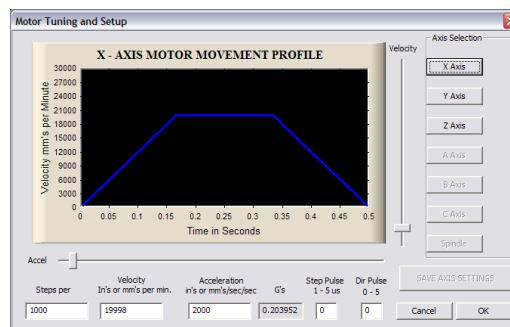 Motor Tuning and Setup
X - AXIS MOTOR MOVEMENT PROFILE
Velocity
Axis Selection
Velocity mm's per Minute
30000
27000
24000
21000
18000
15000
12000
9000
6000
3000
0
0 0.05 0.1 0.15 0.2 0.25 0.3 0.35 0.4 0.45 0.5
Time in Seconds
X Axis
Y Axis
Z Axis
A Axis
B Axis
C Axis
Spindle
Accel
Steps per
Velocity
In's or mm's per min.
Acceleration
in's or mm's/sec/sec
G's
Step Pulse
1 - 5 us
Dir Pulse
0 - 5
SAVE AXIS SETTINGS
1000 19998 2000 0.203952 0 0
Cancel OK